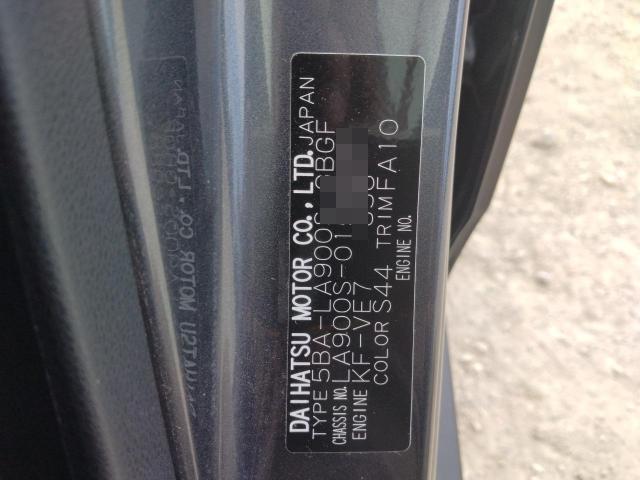 DAIHATSU MOTOR CO., LTD. JAPAN
TYPE 5BA-LA900 BGF
CHASSIS NO. LA900S-01
ENGINE KF-VE7
COLOR S44 TRIM FA10
ENGINE NO.